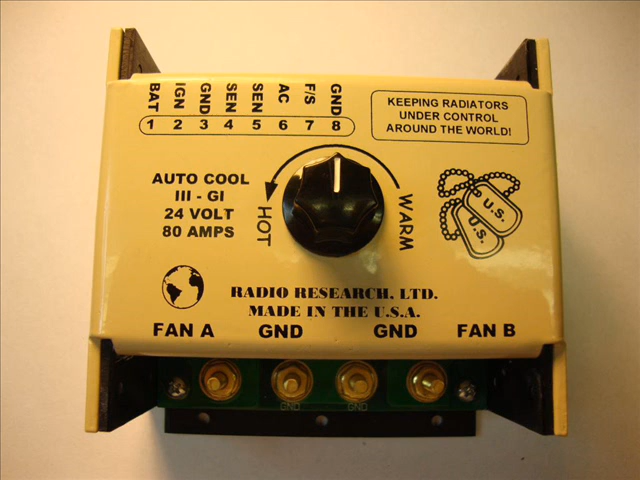 BAT IGN GND SEN SEN AC F/S GND
1 2 3 4 5 6 7 8
KEEPING RADIATORS
UNDER CONTROL
AROUND THE WORLD!
AUTO COOL
III - GI
24 VOLT
80 AMPS
HOT
WARM
U.S.
U.S.
RADIO RESEARCH, LTD.
MADE IN THE U.S.A.
FAN A GND GND FAN B
GND GND